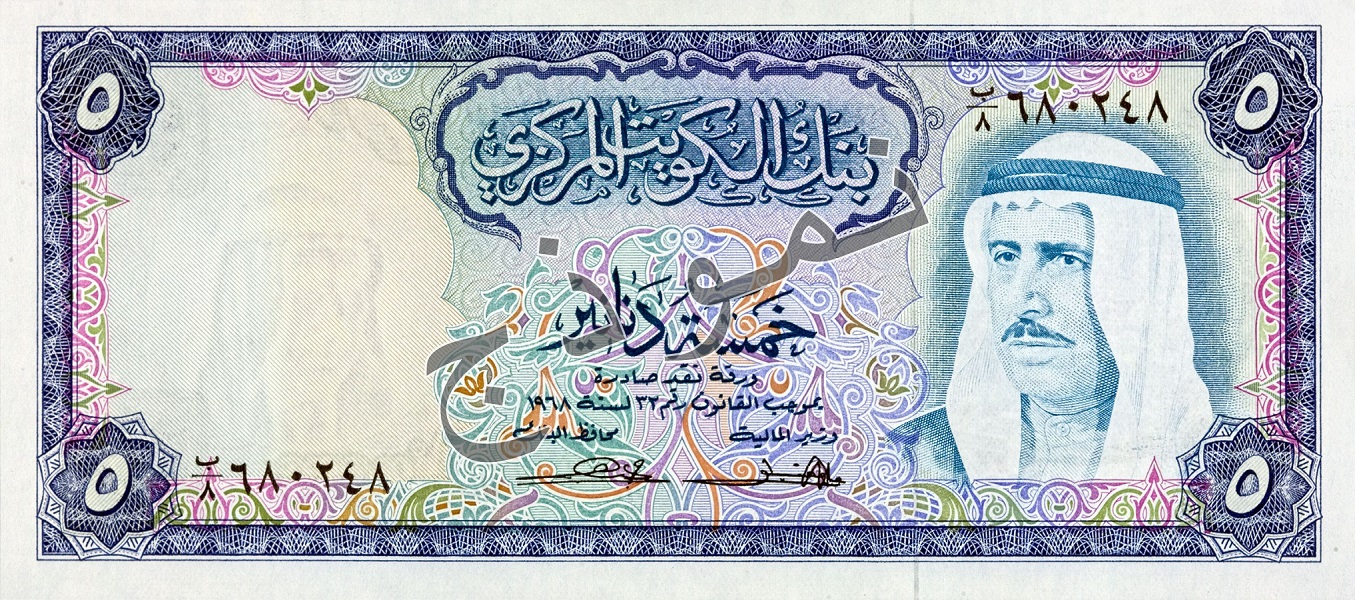 ٥
٥
ب/٨ ٦٨٠٢٤٨
بنك الكويت المركزي
نموذج
خمسة دنانير
ورقة نقد صادرة
بموجب القانون رقم ٣٢ لسنة ١٩٦٨
وزير المالية
محافظ البنك
ب/٨ ٦٨٠٢٤٨
٥
٥